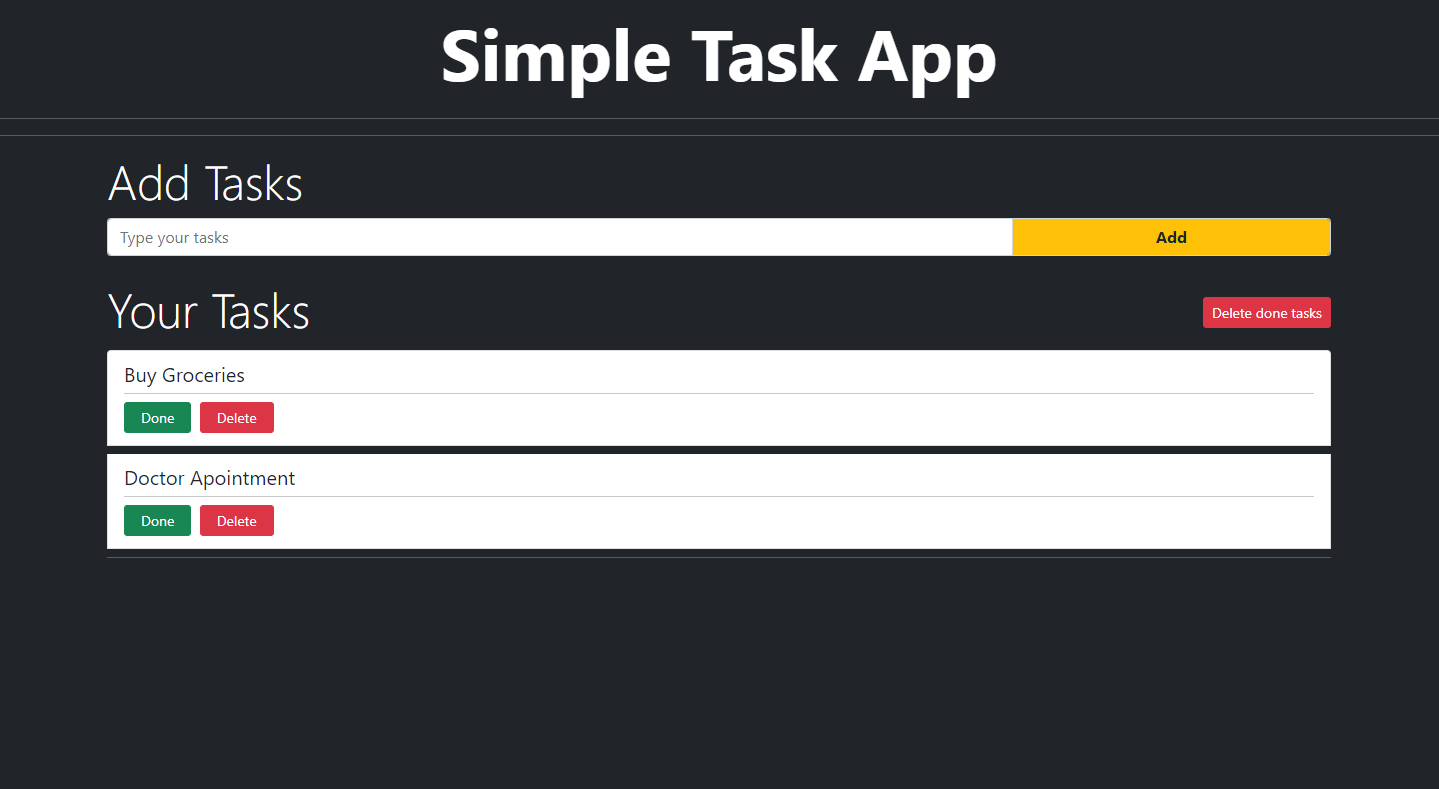 Simple Task App
Add Tasks
Type your tasks
Add
Your Tasks
Delete done tasks
Buy Groceries
Done Delete
Doctor Apointment
Done Delete